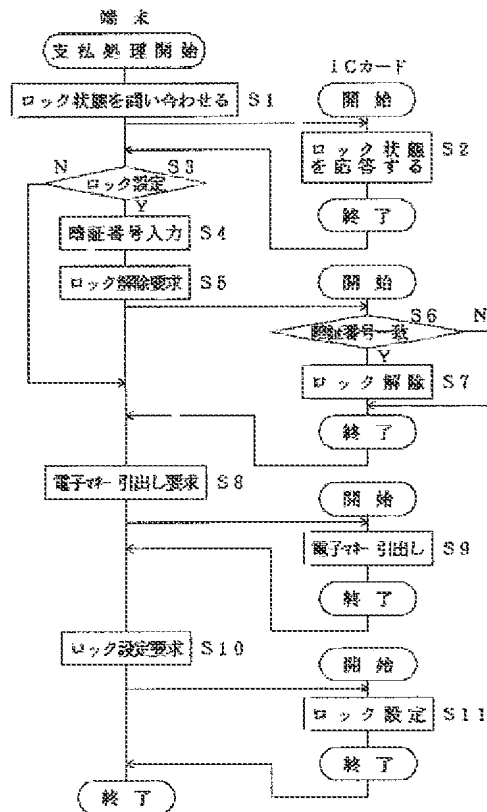 端末
支払処理開始
ICカード
ロック状態を問い合わせる S1
開始
ロック状態
を応答する
S2
N
S3
ロック設定
Y
終了
暗証番号入力 S4
ロック解除要求 S5
開始
S6
N
暗証番号一致
Y
ロック解除 S7
終了
電子マネー引出し要求 S8
開始
電子マネー引出し S9
終了
ロック設定要求 S10
開始
ロック設定 S11
終了
終了